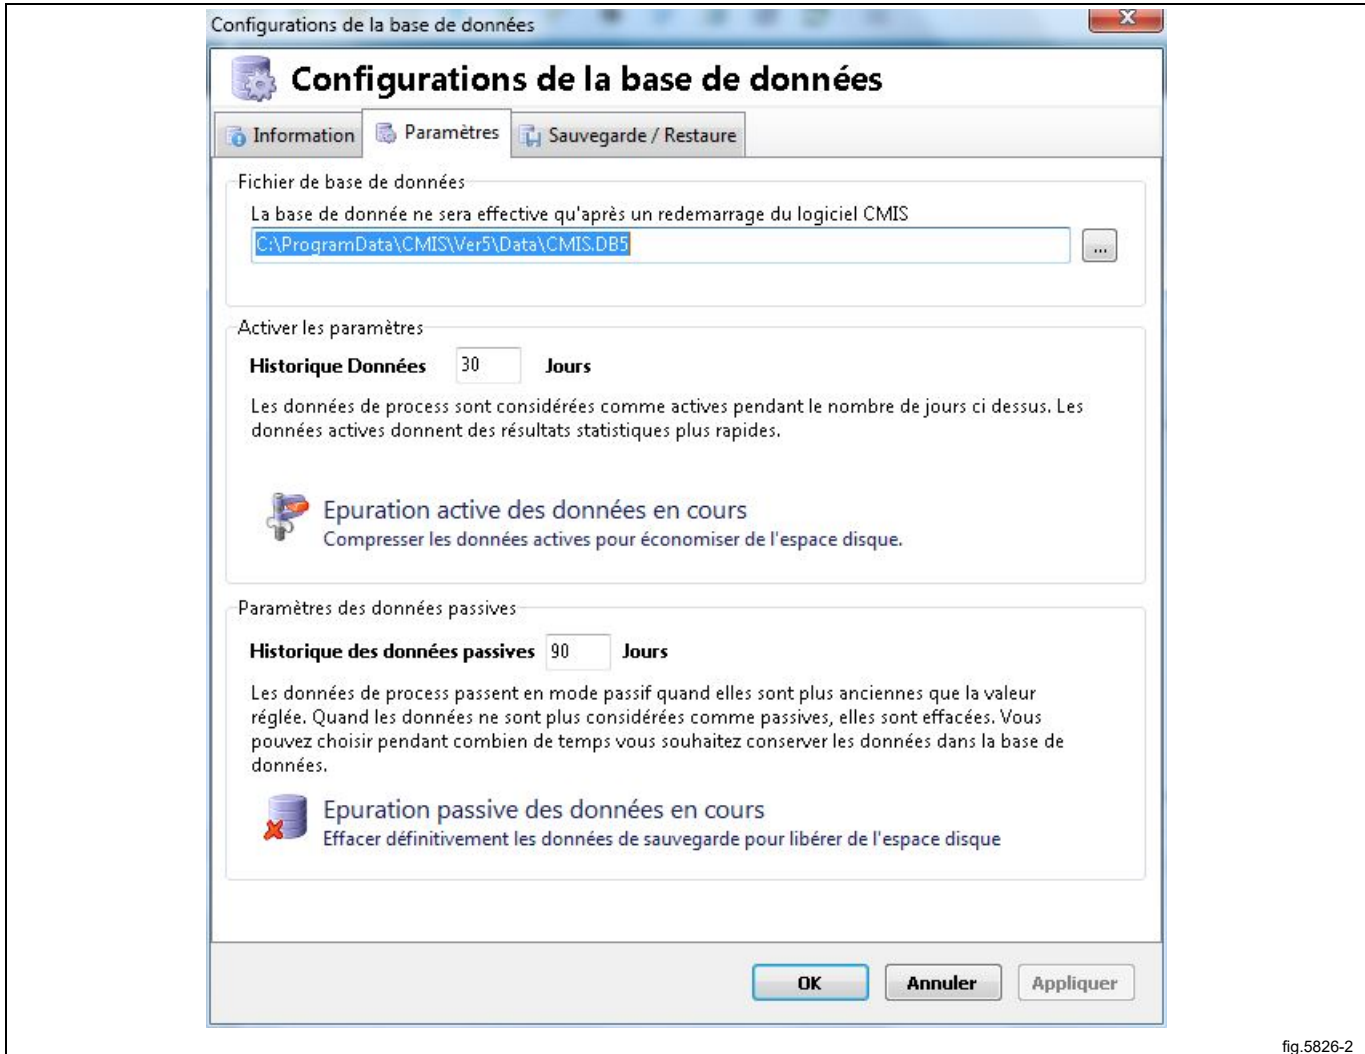 Configurations de la base de données
X
Configurations de la base de données
Information
Paramètres
Sauvegarde / Restaure
Fichier de base de données
La base de donnée ne sera effective qu'après un redemarrage du logiciel CMIS
C:\ProgramData\CMIS\Ver5\Data\CMIS.DB5
...
Activer les paramètres
Historique Données 30 Jours
Les données de process sont considérées comme actives pendant le nombre de jours ci dessus. Les
données actives donnent des résultats statistiques plus rapides.
Epuration active des données en cours
Compresser les données actives pour économiser de l'espace disque.
Paramètres des données passives
Historique des données passives 90 Jours
Les données de process passent en mode passif quand elles sont plus anciennes que la valeur
réglée. Quand les données ne sont plus considérées comme passives, elles sont effacées. Vous
pouvez choisir pendant combien de temps vous souhaitez conserver les données dans la base de
données.
Epuration passive des données en cours
Effacer définitivement les données de sauvegarde pour libérer de l'espace disque
OK
Annuler
Appliquer
fig.5826-2